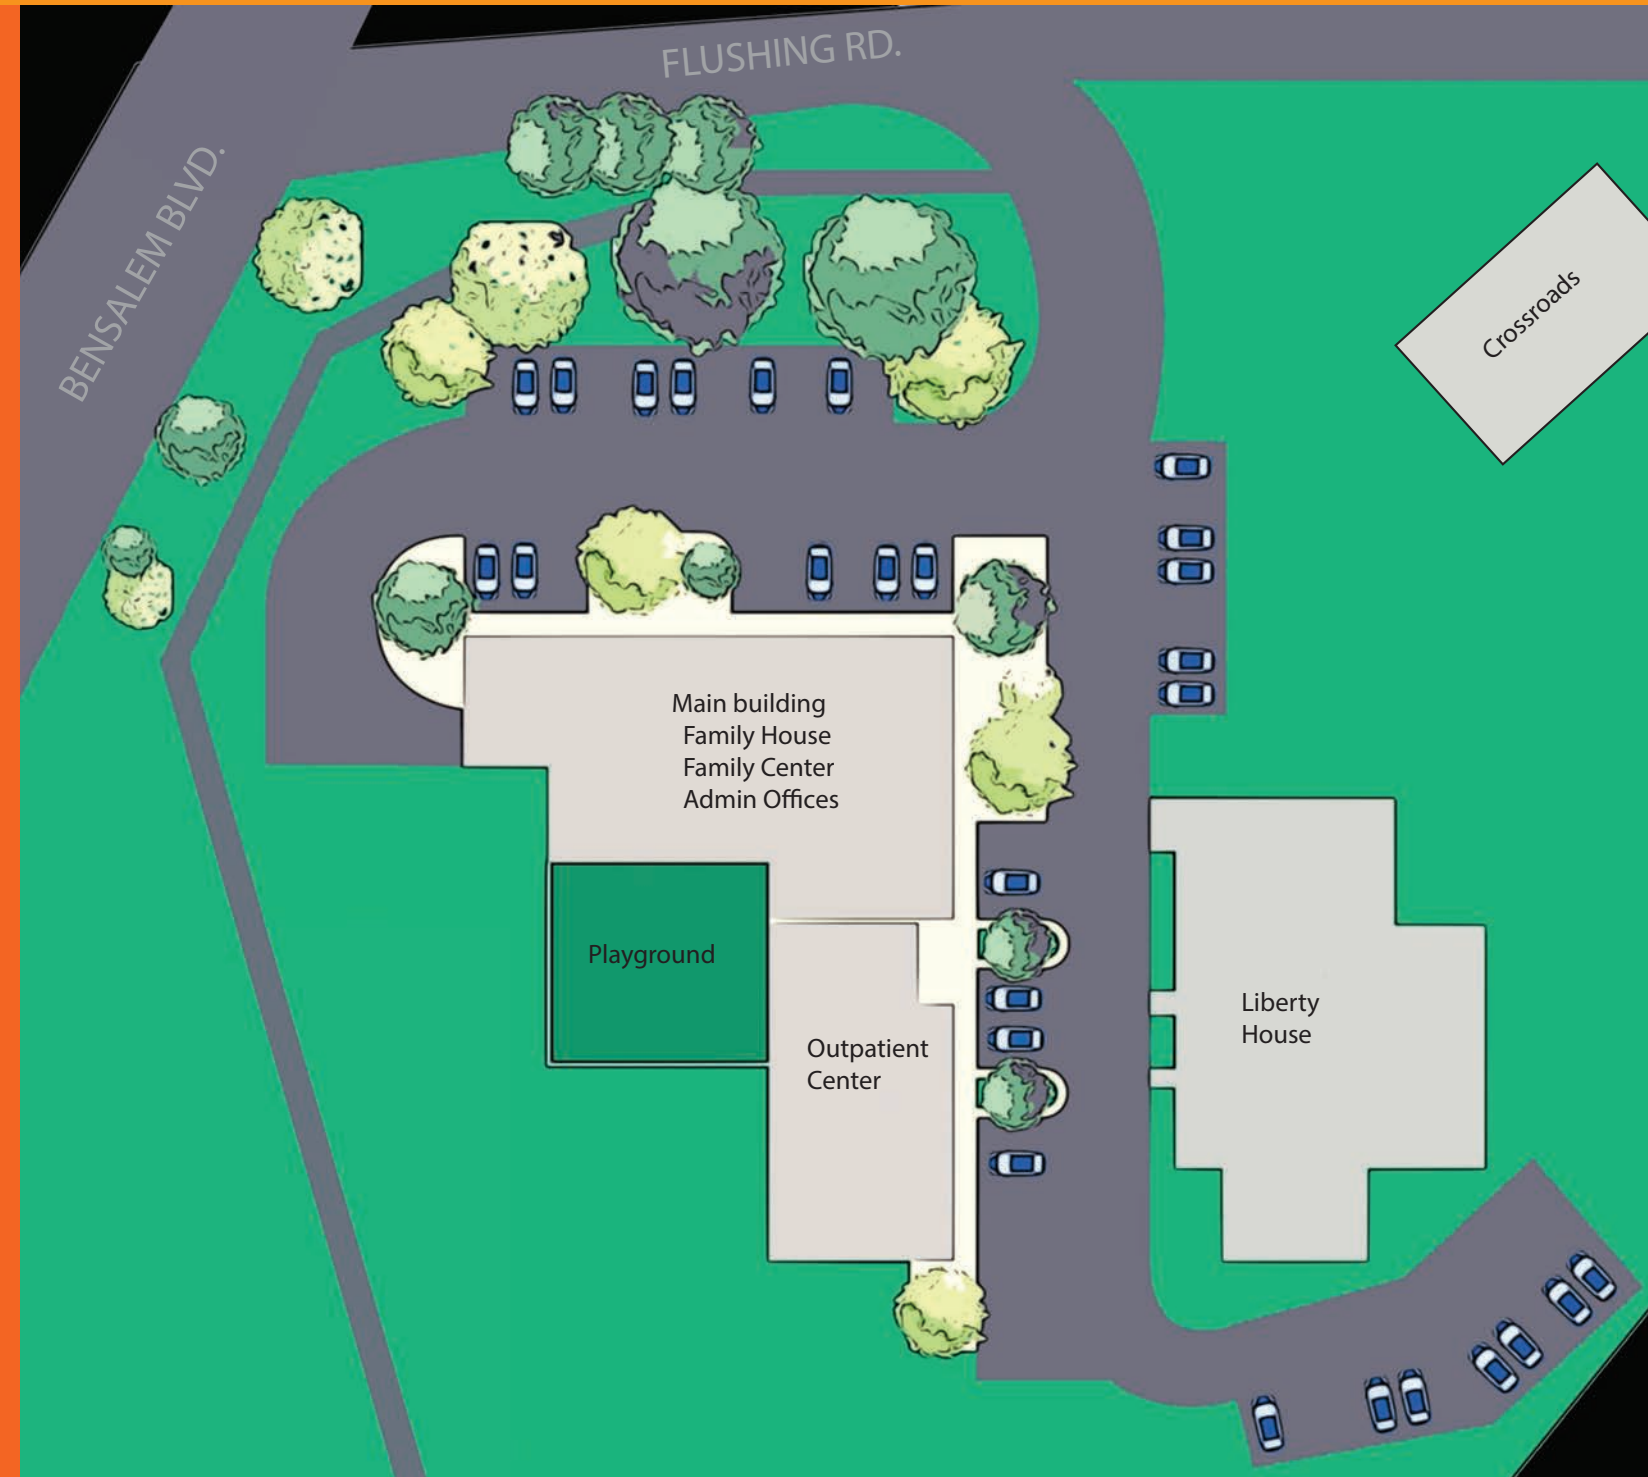 FLUSHING RD.
BENSALEM BLVD.
Crossroads
Main building
Family House
Family Center
Admin Offices
Playground
Liberty
House
Outpatient
Center